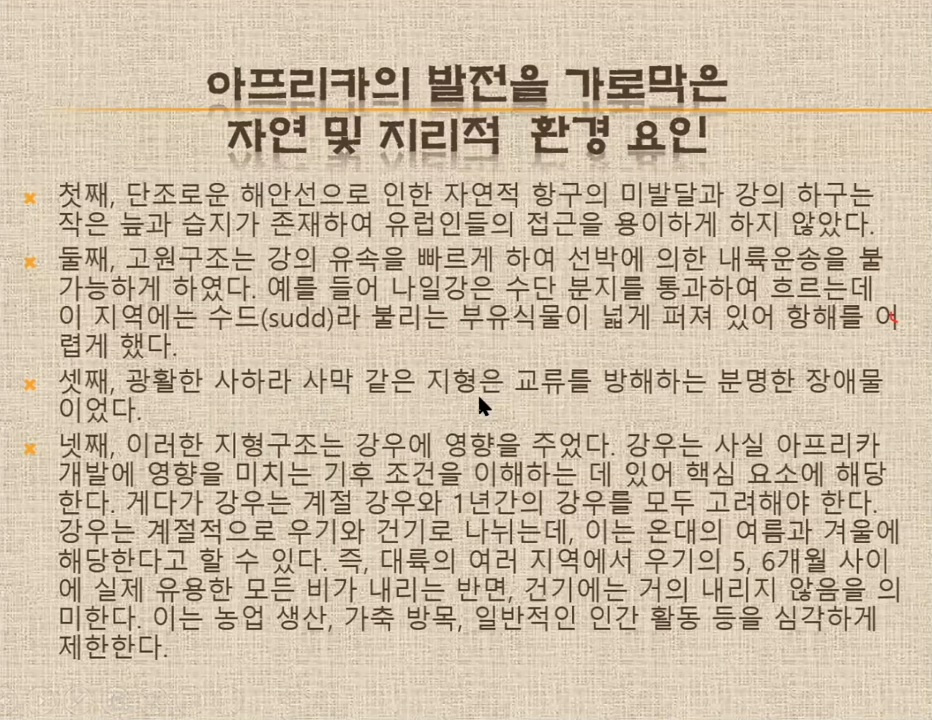 아프리카의 발전을 가로막은
자연 및 지리적 환경 요인
첫째, 단조로운 해안선으로 인한 자연적 항구의 미발달과 강의 하구는
작은 늪과 습지가 존재하여 유럽인들의 접근을 용이하게 하지 않았다.
둘째, 고원구조는 강의 유속을 빠르게 하여 선박에 의한 내륙운송을 불
가능하게 하였다. 예를 들어 나일강은 수단 분지를 통과하여 흐르는데
이 지역에는 수드(sudd)라 불리는 부유식물이 넓게 퍼져 있어 항해를 어
렵게 했다.
셋째, 광활한 사하라 사막 같은 지형은 교류를 방해하는 분명한 장애물
이었다.
넷째, 이러한 지형구조는 강우에 영향을 주었다. 강우는 사실 아프리카
개발에 영향을 미치는 기후 조건을 이해하는 데 있어 핵심 요소에 해당
한다. 게다가 강우는 계절 강우와 1년간의 강우를 모두 고려해야 한다.
강우는 계절적으로 우기와 건기로 나뉘는데, 이는 온대의 여름과 겨울에
해당한다고 할 수 있다. 즉, 대륙의 여러 지역에서 우기의 5, 6개월 사이
에 실제 유용한 모든 비가 내리는 반면, 건기에는 거의 내리지 않음을 의
미한다. 이는 농업 생산, 가축 방목, 일반적인 인간 활동 등을 심각하게
제한한다.